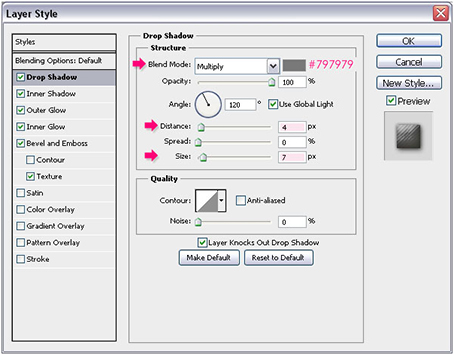 Layer Style
Styles
Blending Options: Default
Drop Shadow
Inner Shadow
Outer Glow
Inner Glow
Bevel and Emboss
Contour
Texture
Satin
Color Overlay
Gradient Overlay
Pattern Overlay
Stroke
Drop Shadow
Structure
Blend Mode: Multiply #797979
Opacity: 100 %
Angle: 120 ° Use Global Light
Distance: 4 px
Spread: 0 %
Size: 7 px
Quality
Contour: Anti-aliased
Noise: 0 %
Layer Knocks Out Drop Shadow
Make Default Reset to Default
OK
Cancel
New Style...
Preview